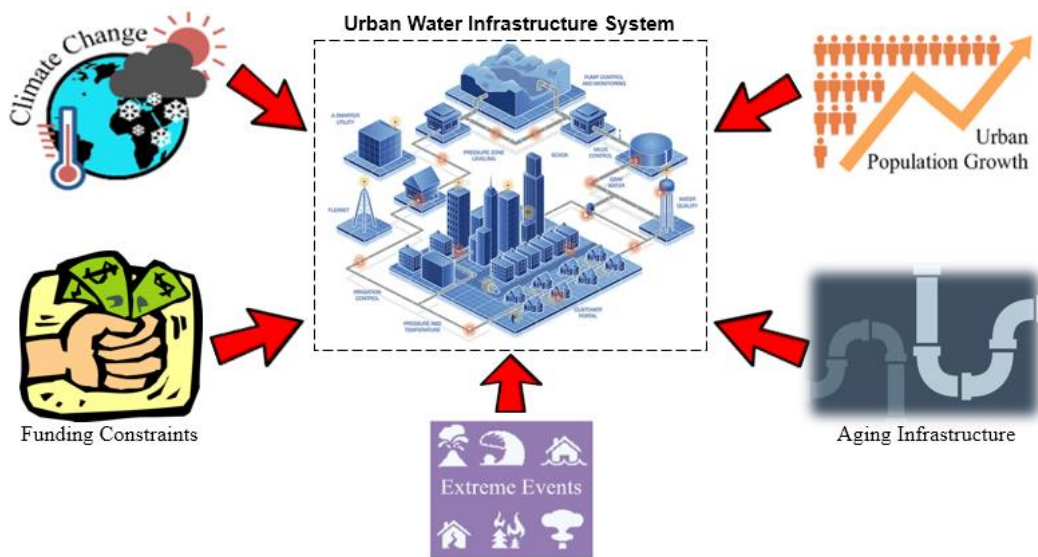 Urban Water Infrastructure System
Climate Change
PUMP CONTROL
AND MONITORING
A SMARTER
UTILITY
PRESSURE ZONE
LEVELING
SCADA
VALVE
CONTROL
GRAY
WATER
WATER
QUALITY
FLEXNET
IRRIGATION
CONTROL
PRESSURE AND
TEMPERATURE
CUSTOMER
PORTAL
Urban
Population Growth
Funding Constraints
Aging Infrastructure
Extreme Events